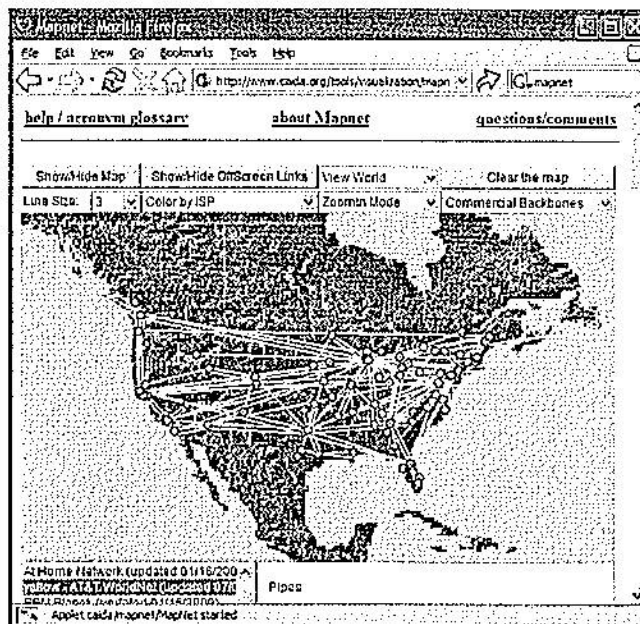 Mapnet - Mozilla Firefox
File Edit View Go Bookmarks Tools Help
http://www.caida.org/tools/visualization/mapn
mapnet
help / acronym glossary about Mapnet questions/comments
Show/Hide Map Show/Hide OffScreen Links View World Clear the map
Line Size: 3 Color by ISP Zoomin Mode Commercial Backbones
At Home Network (updated 01/16/200
yellow - AT&T WorldNet
Pipes
Applet caida/mapnet/MapNet started